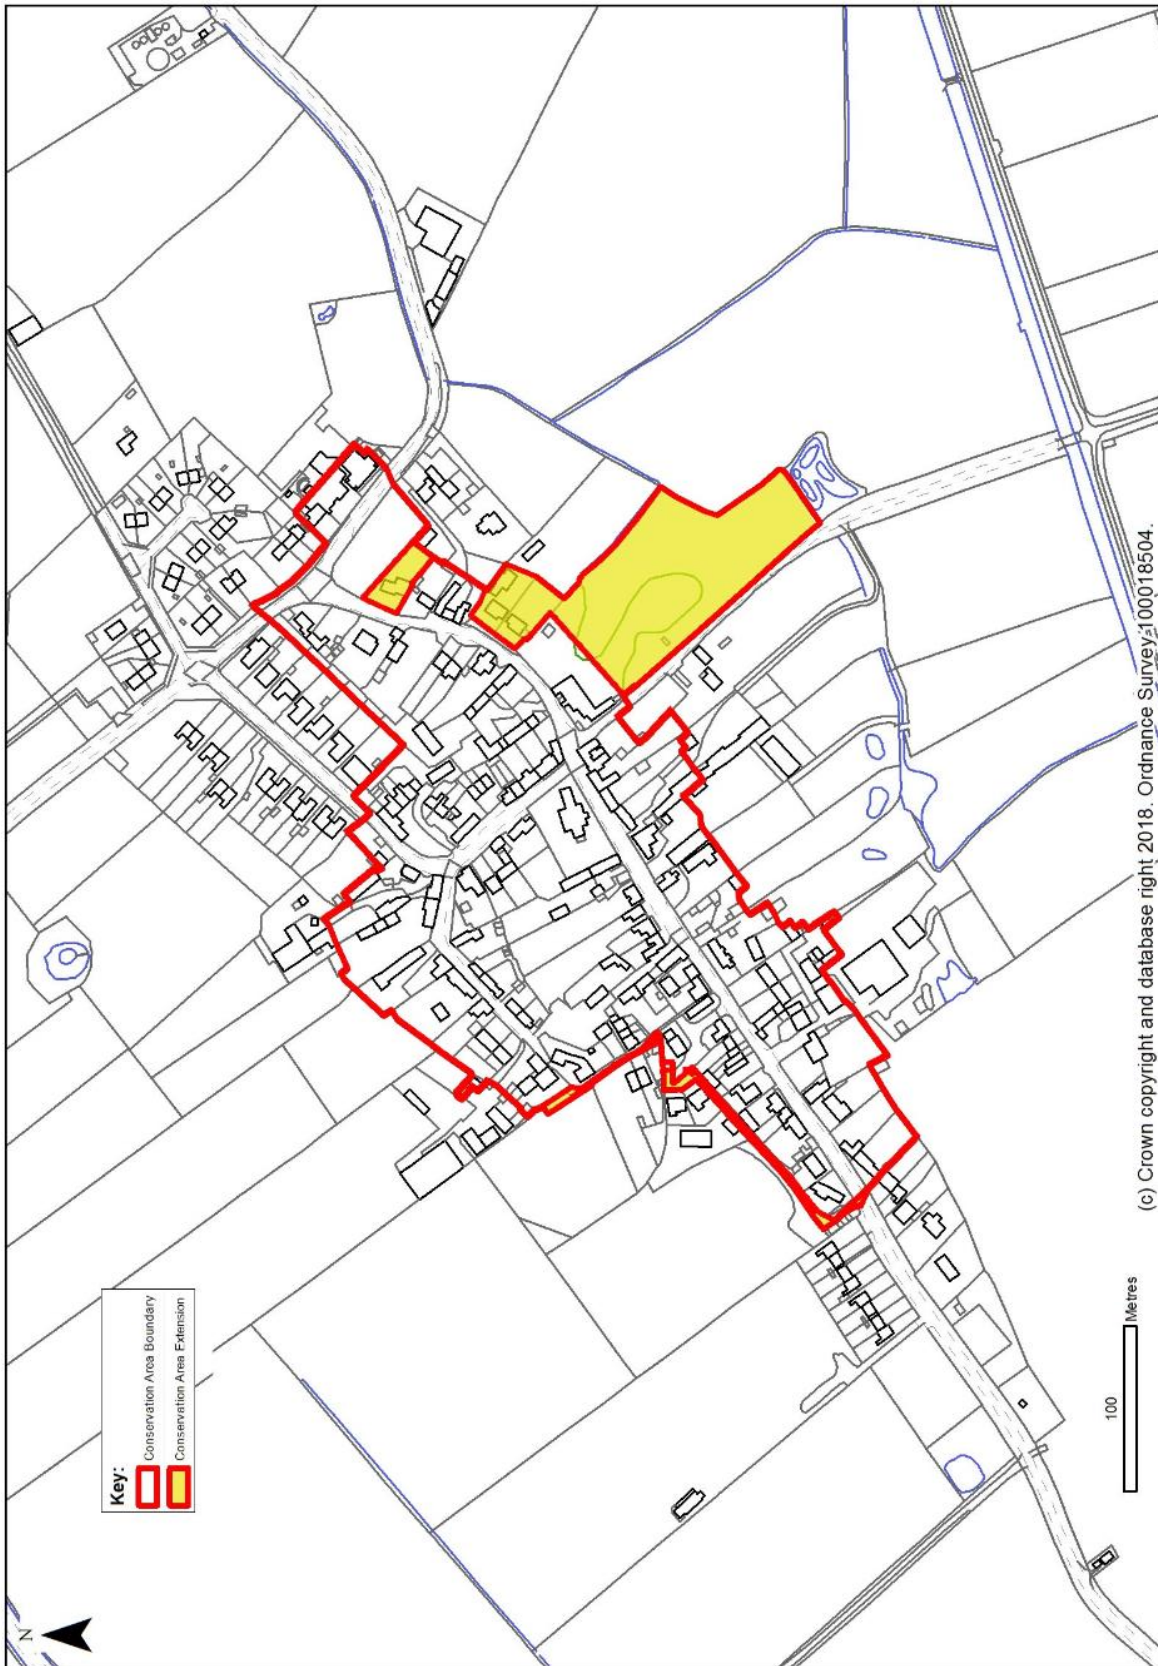 N
Key:
Conservation Area Boundary
Conservation Area Extension
100
Metres
(c) Crown copyright and database right 2018. Ordnance Survey 100018504.